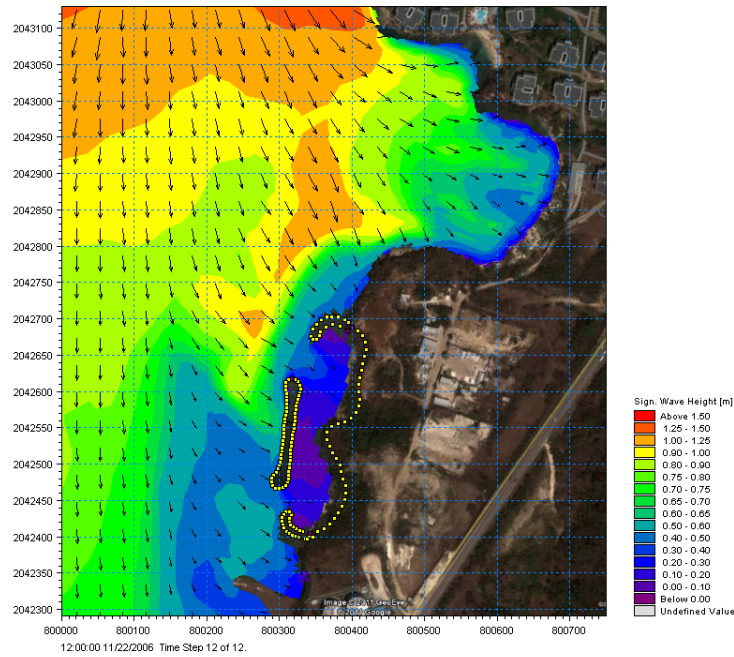 2043100
2043050
2043000
2042950
2042900
2042850
2042800
2042750
2042700
2042650
2042600
2042550
2042500
2042450
2042400
2042350
2042300
800000 800100 800200 800300 800400 800500 800600 800700
12:00:00 11/22/2006 Time Step 12 of 12.
Image © 2011 GeoEye
© 2011 Google
Sign. Wave Height [m]
Above 1.50
1.25 - 1.50
1.00 - 1.25
0.90 - 1.00
0.80 - 0.90
0.75 - 0.80
0.70 - 0.75
0.65 - 0.70
0.60 - 0.65
0.50 - 0.60
0.40 - 0.50
0.30 - 0.40
0.20 - 0.30
0.10 - 0.20
0.00 - 0.10
Below 0.00
Undefined Value